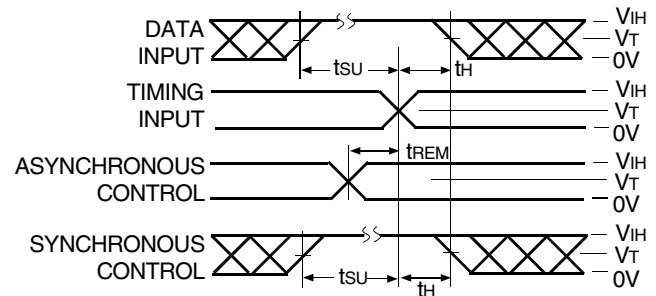 DATA INPUT
tSU
tH
VIH
VT
0V
TIMING INPUT
VIH
VT
0V
tREM
ASYNCHRONOUS CONTROL
VIH
VT
0V
SYNCHRONOUS CONTROL
tSU
tH
VIH
VT
0V